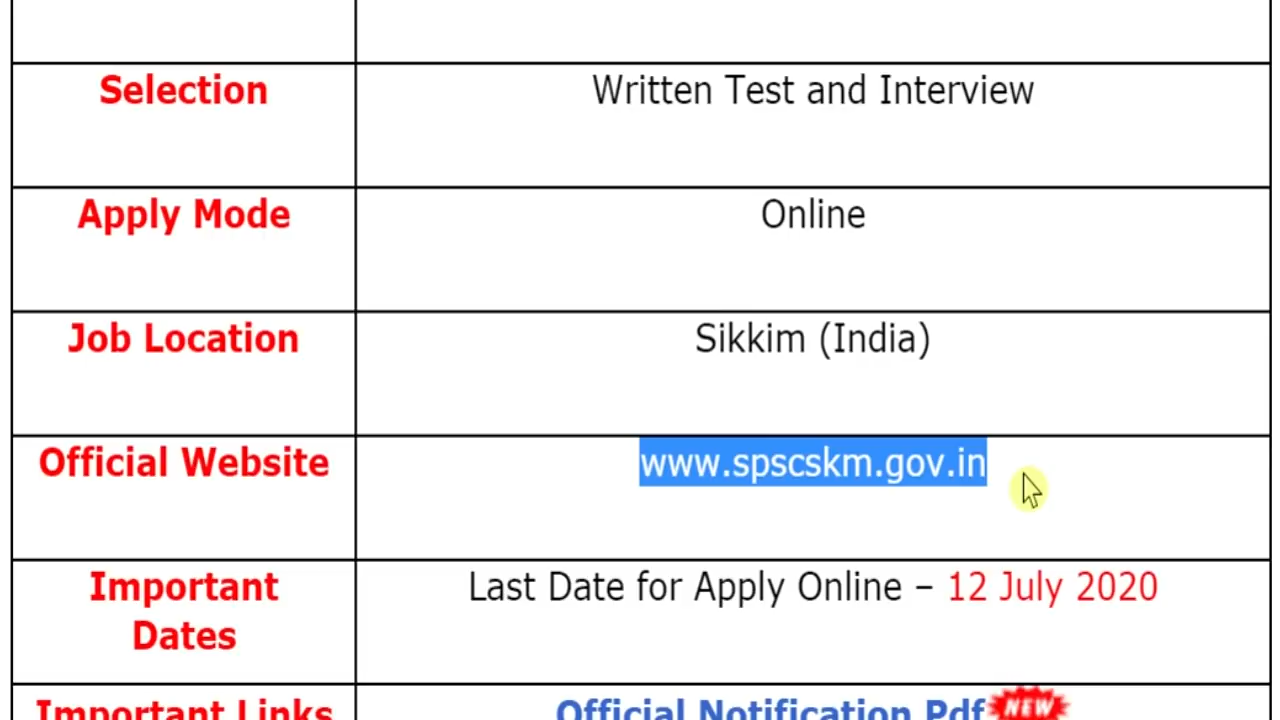 Selection
Written Test and Interview
Apply Mode
Online
Job Location
Sikkim (India)
Official Website
www.spscskm.gov.in
Important
Dates
Last Date for Apply Online – 12 July 2020
Important Links
Official Notification Pdf NEW